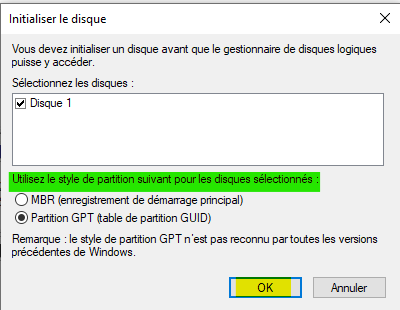 Initialiser le disque
Vous devez initialiser un disque avant que le gestionnaire de disques logiques
puisse y accéder.
Sélectionnez les disques :
Disque 1
Utilisez le style de partition suivant pour les disques sélectionnés :
MBR (enregistrement de démarrage principal)
Partition GPT (table de partition GUID)
Remarque : le style de partition GPT n'est pas reconnu par toutes les versions
précédentes de Windows.
OK
Annuler